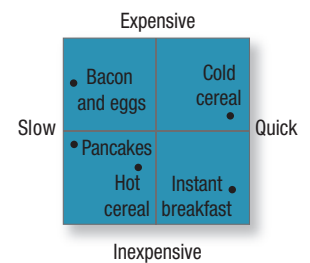 Expensive
Bacon
and eggs
Cold
cereal
Slow
Quick
Pancakes
Hot
cereal
Instant
breakfast
Inexpensive